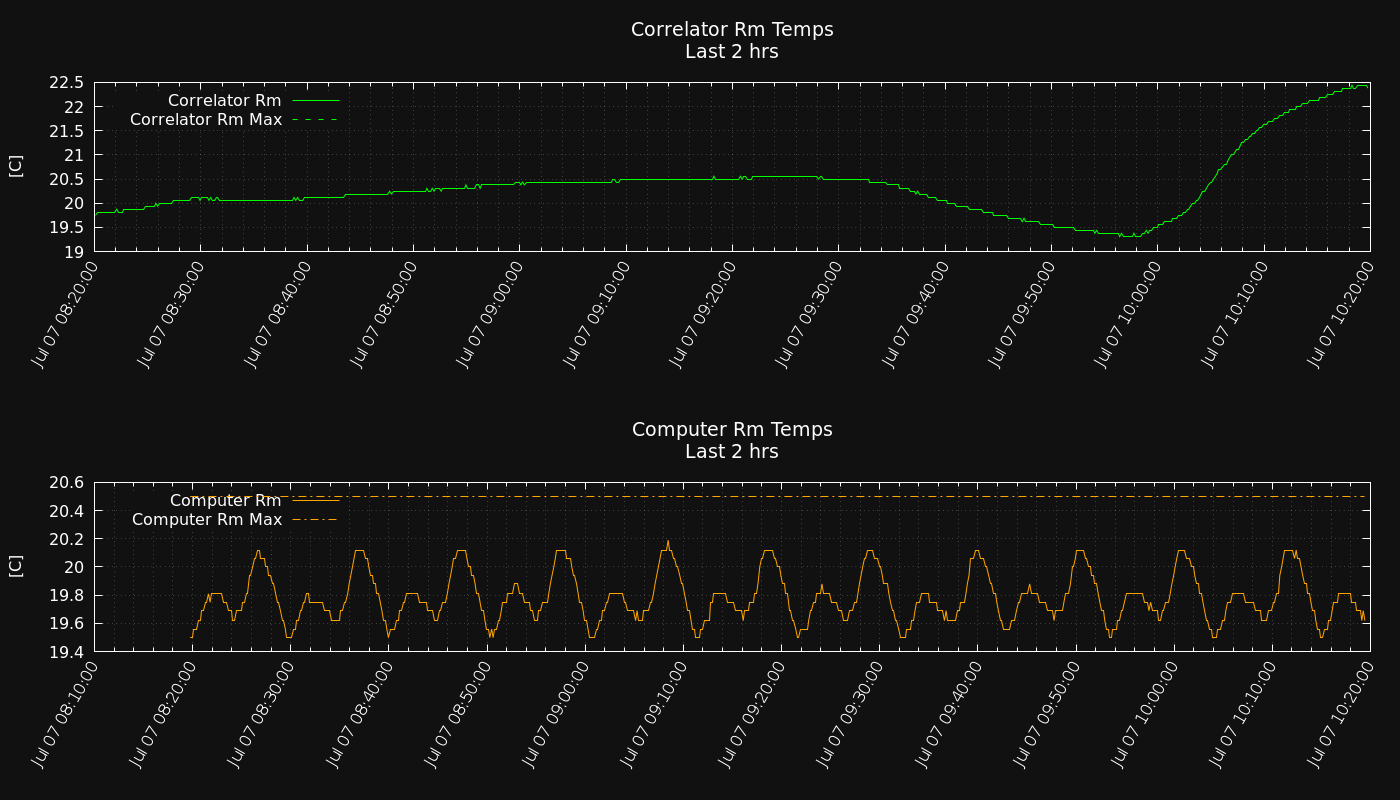 Correlator Rm Temps
Last 2 hrs
22.5
22
21.5
21
20.5
20
19.5
19
[C]
Correlator Rm
Correlator Rm Max
Jul 07 08:20:00
Jul 07 08:30:00
Jul 07 08:40:00
Jul 07 08:50:00
Jul 07 09:00:00
Jul 07 09:10:00
Jul 07 09:20:00
Jul 07 09:30:00
Jul 07 09:40:00
Jul 07 09:50:00
Jul 07 10:00:00
Jul 07 10:10:00
Jul 07 10:20:00
Computer Rm Temps
Last 2 hrs
20.6
20.4
20.2
20
19.8
19.6
19.4
[C]
Computer Rm
Computer Rm Max
Jul 07 08:10:00
Jul 07 08:20:00
Jul 07 08:30:00
Jul 07 08:40:00
Jul 07 08:50:00
Jul 07 09:00:00
Jul 07 09:10:00
Jul 07 09:20:00
Jul 07 09:30:00
Jul 07 09:40:00
Jul 07 09:50:00
Jul 07 10:00:00
Jul 07 10:10:00
Jul 07 10:20:00